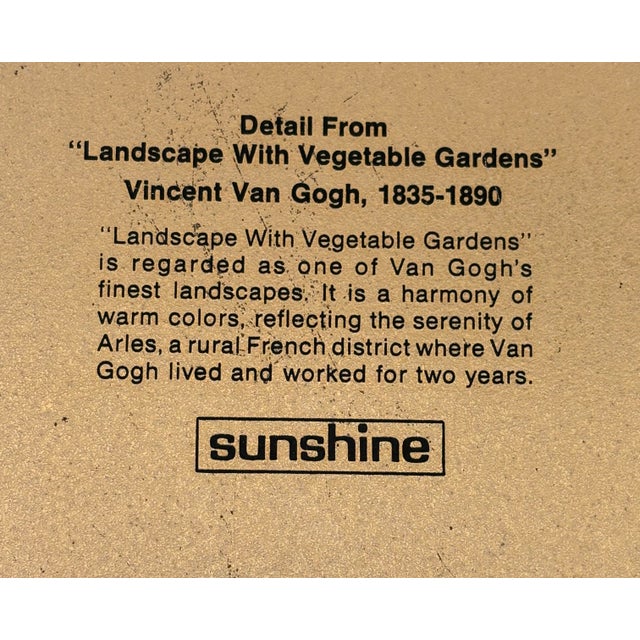 Detail From
"Landscape With Vegetable Gardens"
Vincent Van Gogh, 1835-1890
"Landscape With Vegetable Gardens"
is regarded as one of Van Gogh's
finest landscapes. It is a harmony of
warm colors, reflecting the serenity of
Arles, a rural French district where Van
Gogh lived and worked for two years.
sunshine